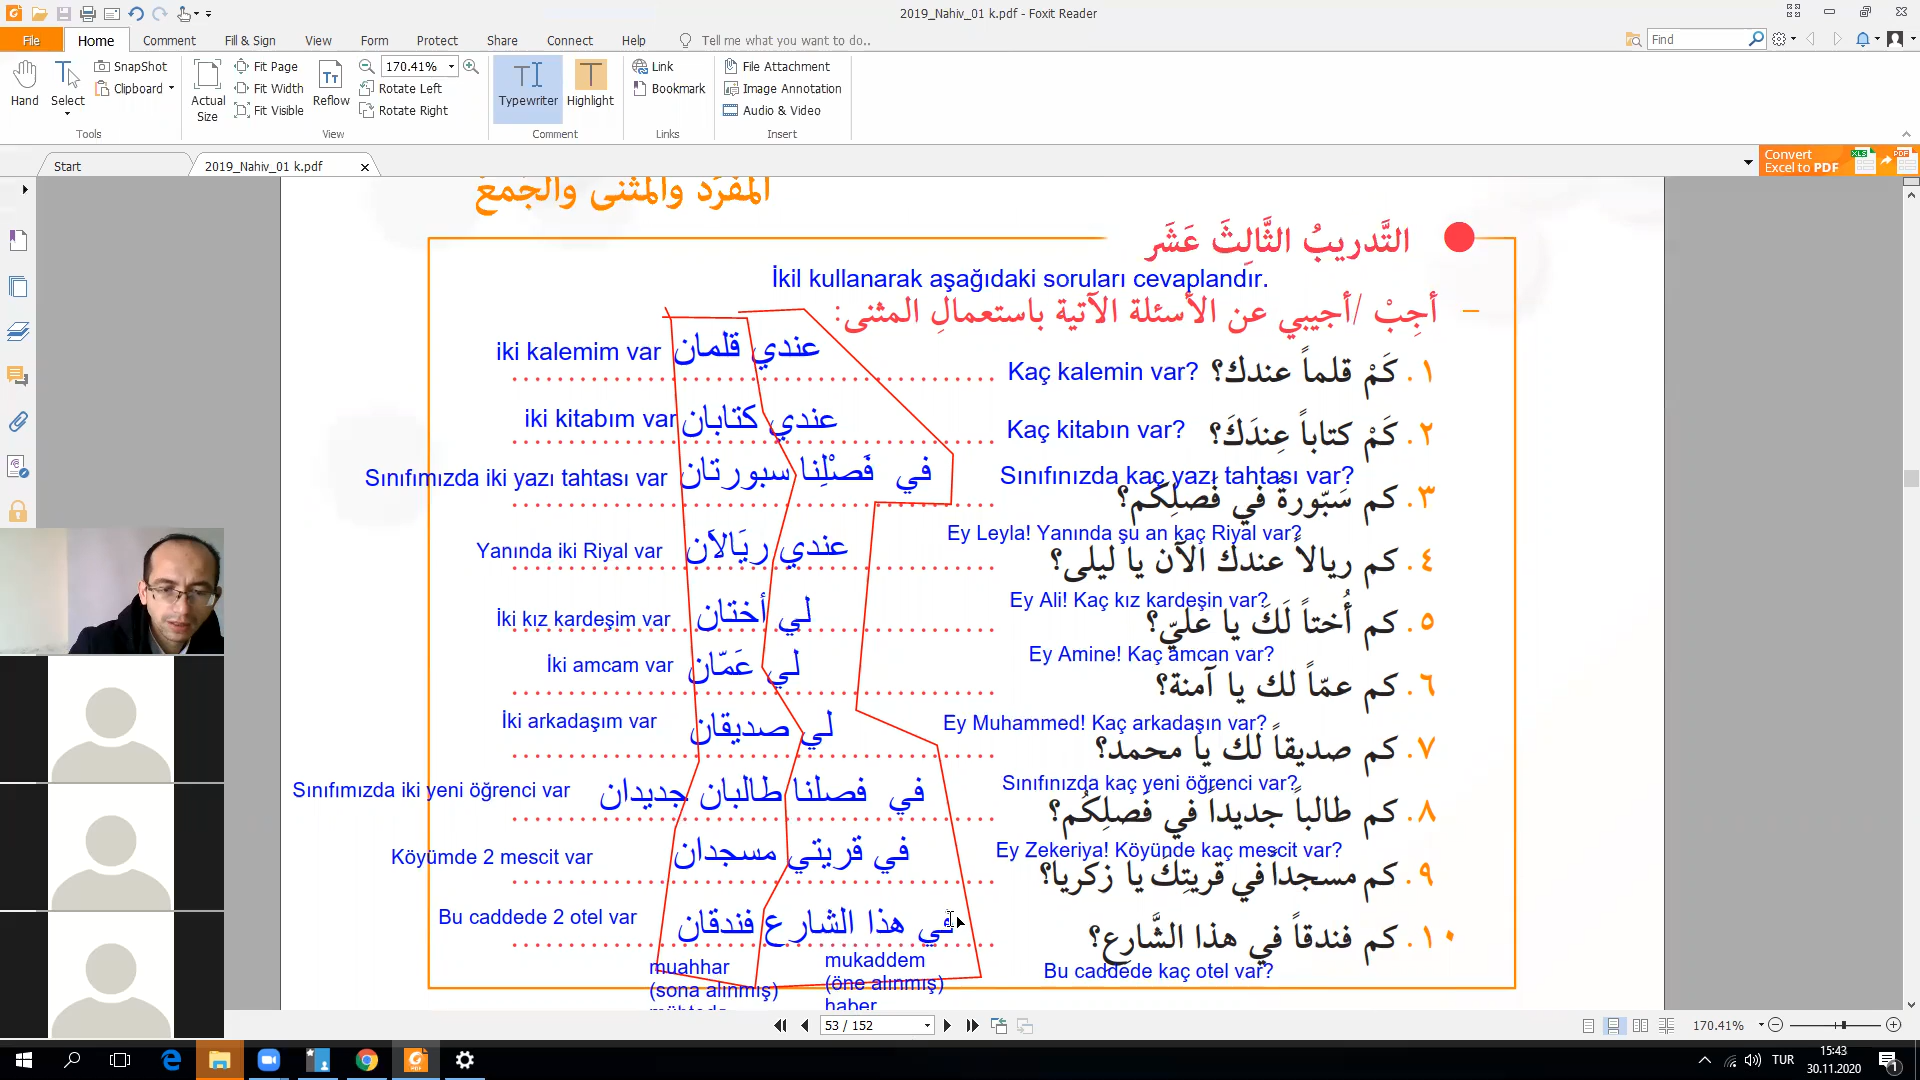 2019_Nahiv_01 k.pdf - Foxit Reader
File Home Comment Fill & Sign View Form Protect Share Connect Help Tell me what you want to do.. Find
Hand Select SnapShot Clipboard Actual Size Fit Page Fit Width Fit Visible Reflow 170.41% Rotate Left Rotate Right Typewriter Highlight Link Bookmark File Attachment Image Annotation Audio & Video
Tools View Comment Links Insert
Start 2019_Nahiv_01 k.pdf Convert Excel to PDF
المُفْرَد والمُثَنى والجَمعْ
التَّدريبُ الثَّالِثَ عَشَر
İkil kullanarak aşağıdaki soruları cevaplandır.
– أجِبْ /أجيبي عن الأسئلة الآتية باستعمالِ المثنى:
١. كَمْ قلماً عندك؟ Kaç kalemin var? عندي قلمان iki kalemim var
٢. كَمْ كتاباً عِندَكَ؟ Kaç kitabın var? عندي كتابان iki kitabım var
Sınıfınızda kaç yazı tahtası var? في فَصْلِنا سبورتان Sınıfımızda iki yazı tahtası var
٣. كم سَبّورةً في فَصلِكُم؟
Ey Leyla! Yanında şu an kaç Riyal var? عندي ريَالاَن Yanında iki Riyal var
٤. كم ريالاً عندك الآن يا ليلى؟
Ey Ali! Kaç kız kardeşin var? لي أختان İki kız kardeşim var
٥. كم أُختاً لَكَ يا عليّ؟
Ey Amine! Kaç amcan var? لي عَمّان İki amcam var
٦. كم عمّاً لك يا آمنة؟
Ey Muhammed! Kaç arkadaşın var? لي صديقان İki arkadaşım var
٧. كم صديقاً لك يا محمد؟
Sınıfınızda kaç yeni öğrenci var? في فصلنا طالبان جديدان Sınıfımızda iki yeni öğrenci var
٨. كم طالباً جديداً في فَصلِكُم؟
Ey Zekeriya! Köyünde kaç mescit var? في قريتي مسجدان Köyümde 2 mescit var
٩. كم مسجداً في قريتِكَ يا زكريا؟
في هذا الشارع فندقان Bu caddede 2 otel var
١٠. كم فندقاً في هذا الشَّارِع؟
Bu caddede kaç otel var?
mukaddem
(öne alınmış)
haber
muahhar
(sona alınmış)
53 / 152 170.41%
TUR 15:43
30.11.2020
1